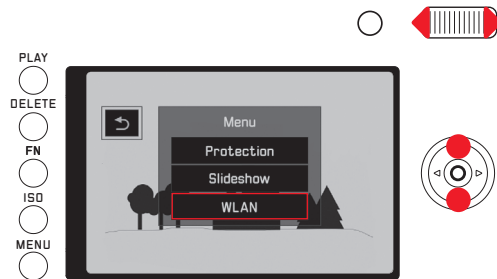 PLAY
DELETE
FN
ISO
MENU
Menu
Protection
Slideshow
WLAN